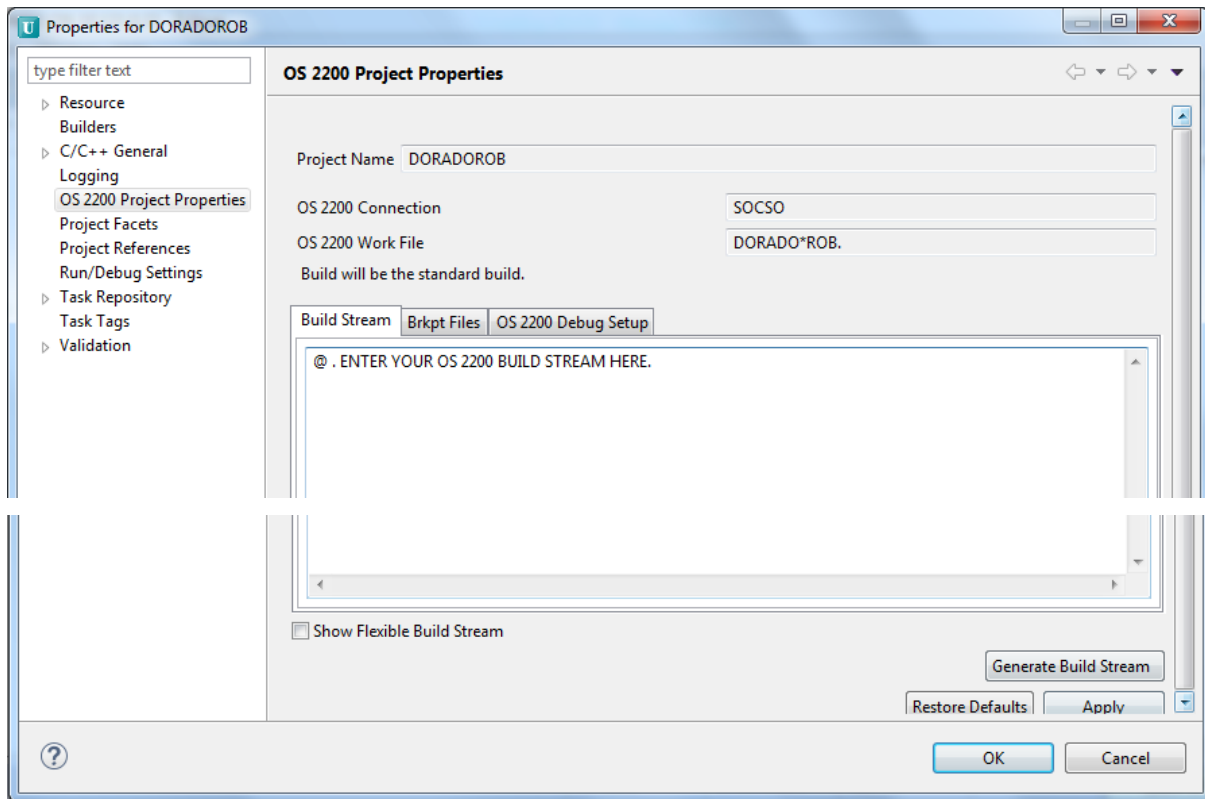 Properties for DORADOROB
type filter text
Resource
Builders
C/C++ General
Logging
OS 2200 Project Properties
Project Facets
Project References
Run/Debug Settings
Task Repository
Task Tags
Validation
OS 2200 Project Properties
Project Name DORADOROB
OS 2200 Connection SOCSO
OS 2200 Work File DORADO*ROB.
Build will be the standard build.
Build Stream Brkpt Files OS 2200 Debug Setup
@ . ENTER YOUR OS 2200 BUILD STREAM HERE.
Show Flexible Build Stream
Generate Build Stream
Restore Defaults Apply
OK Cancel